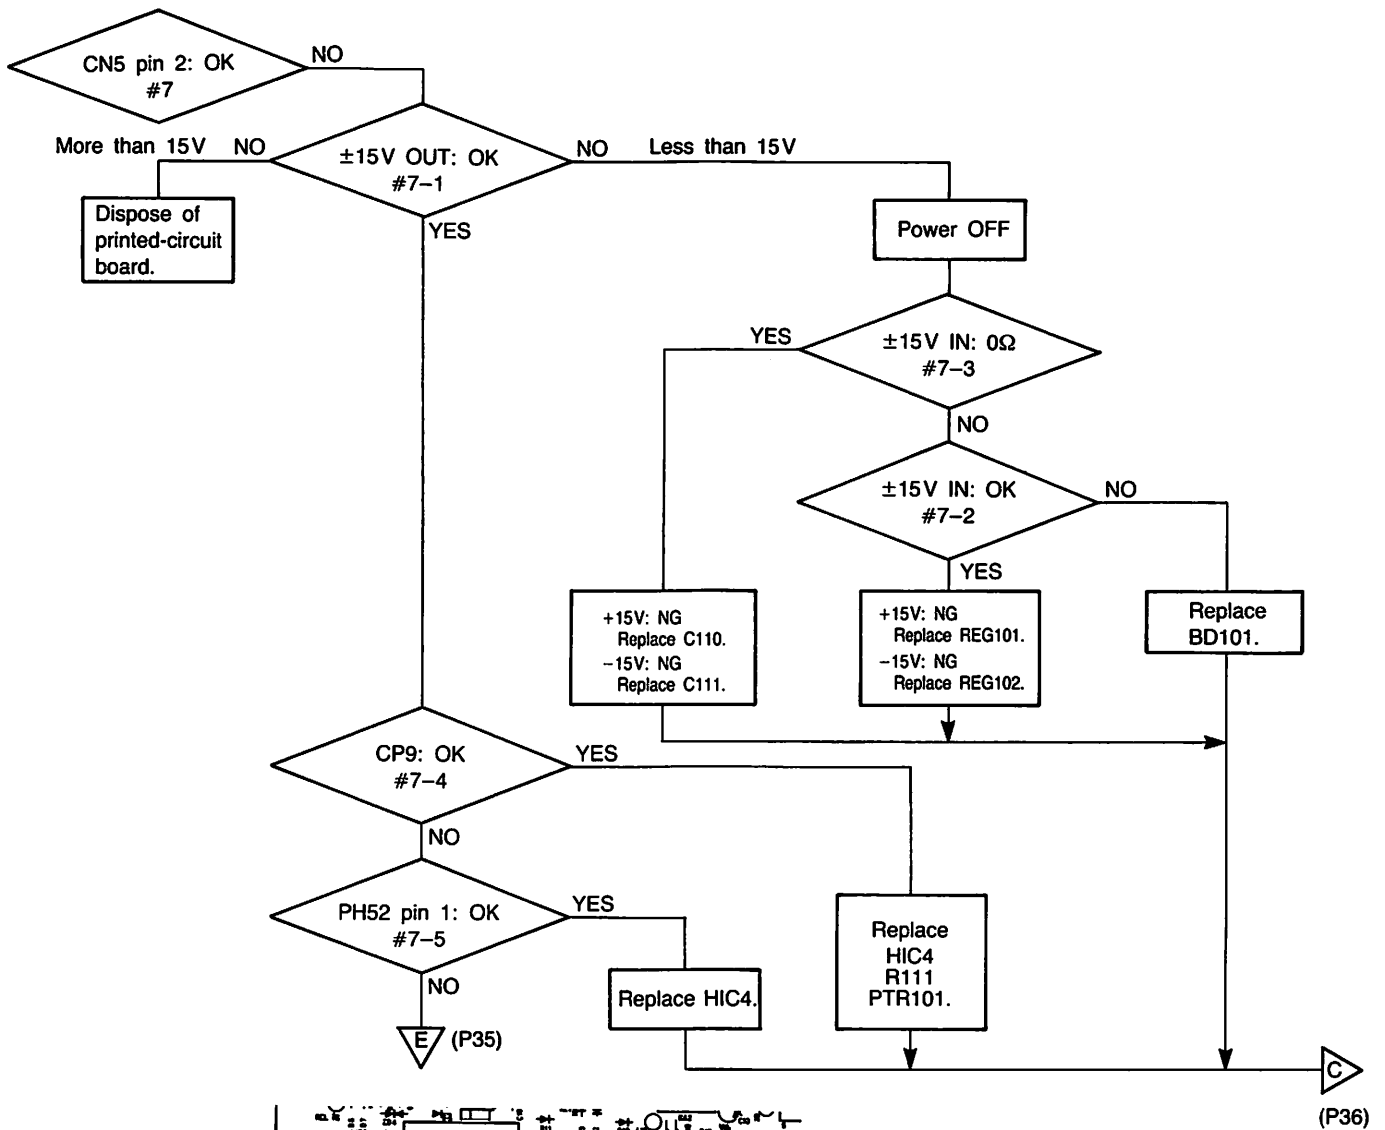 CN5 pin 2: OK
#7
NO
More than 15V NO
±15V OUT: OK
#7–1
NO Less than 15V
YES
Dispose of
printed-circuit
board.
Power OFF
YES
±15V IN: 0Ω
#7–3
NO
±15V IN: OK
#7–2
NO
YES
+15V: NG
Replace C110.
−15V: NG
Replace C111.
+15V: NG
Replace REG101.
−15V: NG
Replace REG102.
Replace
BD101.
CP9: OK
#7–4
YES
NO
PH52 pin 1: OK
#7–5
YES
NO
Replace HIC4.
Replace
HIC4
R111
PTR101.
E (P35)
C
(P36)